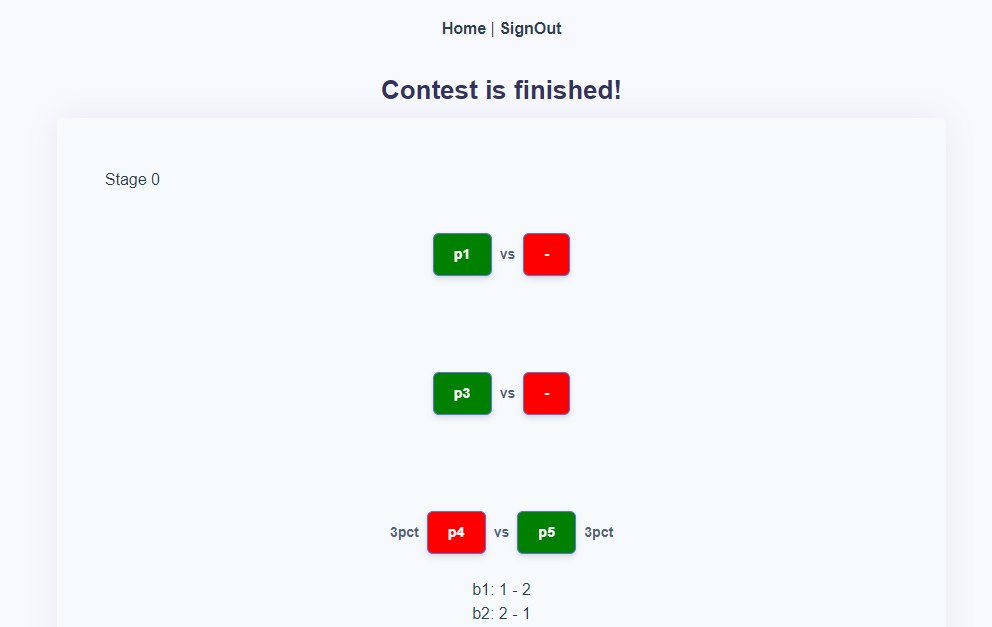 Home | SignOut
Contest is finished!
Stage 0
p1 vs -
p3 vs -
3pct p4 vs p5 3pct
b1: 1 - 2
b2: 2 - 1